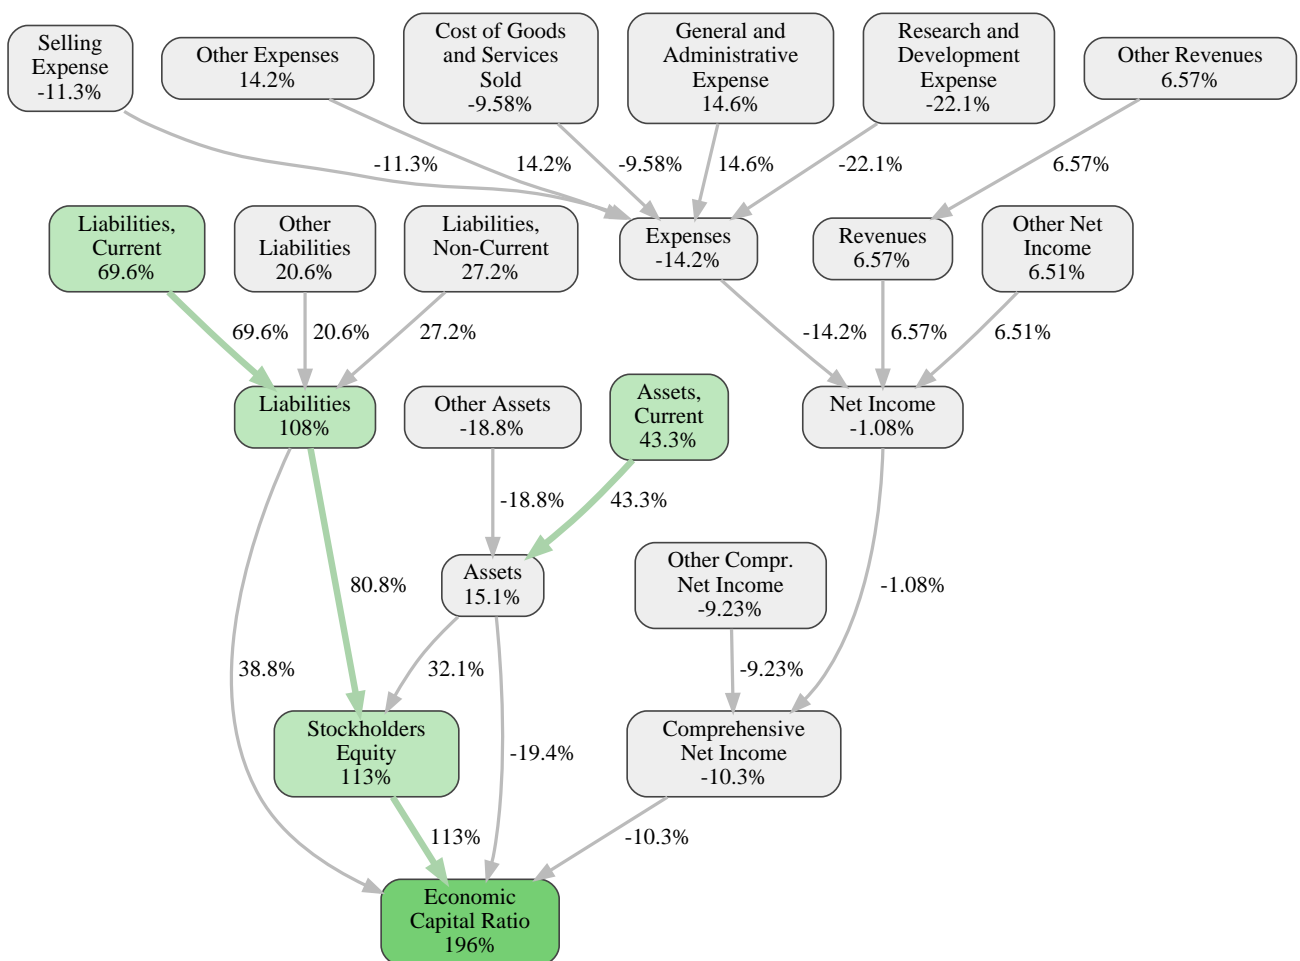 Selling
Expense
-11.3%
Other Expenses
14.2%
Cost of Goods
and Services
Sold
-9.58%
General and
Administrative
Expense
14.6%
Research and
Development
Expense
-22.1%
Other Revenues
6.57%
-11.3%
14.2%
-9.58%
14.6%
-22.1%
6.57%
Liabilities,
Current
69.6%
Other
Liabilities
20.6%
Liabilities,
Non-Current
27.2%
Expenses
-14.2%
Revenues
6.57%
Other Net
Income
6.51%
69.6%
20.6%
27.2%
-14.2%
6.57%
6.51%
Liabilities
108%
Other Assets
-18.8%
Assets,
Current
43.3%
Net Income
-1.08%
-18.8%
43.3%
Assets
15.1%
Other Compr.
Net Income
-9.23%
80.8%
-1.08%
38.8%
32.1%
-9.23%
Stockholders
Equity
113%
-19.4%
Comprehensive
Net Income
-10.3%
113%
-10.3%
Economic
Capital Ratio
196%